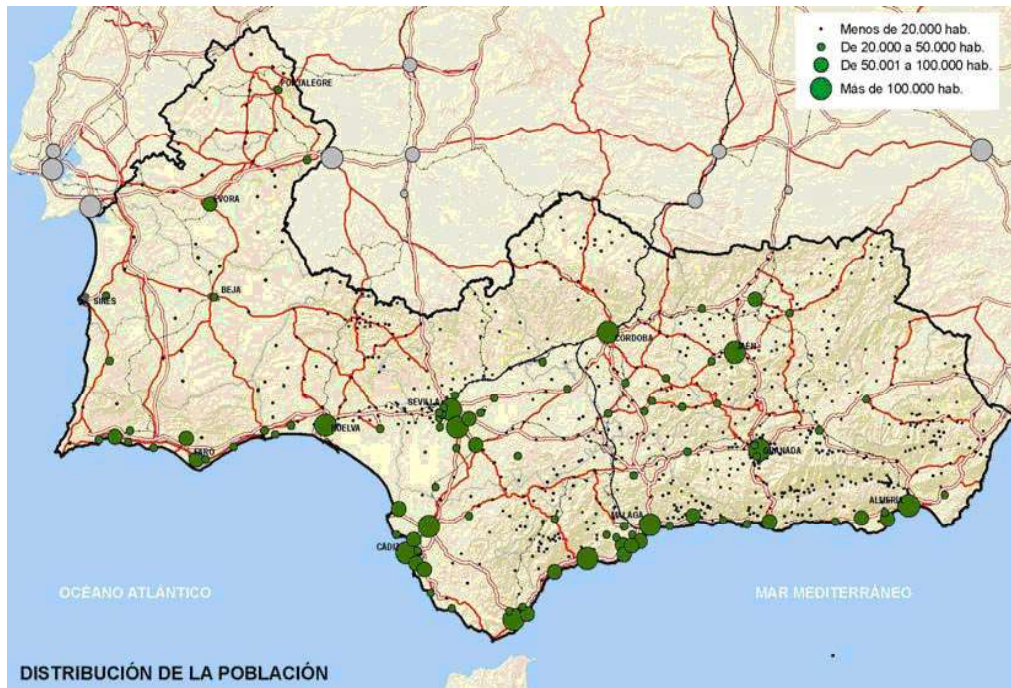 Menos de 20.000 hab.
De 20.000 a 50.000 hab.
De 50.001 a 100.000 hab.
Más de 100.000 hab.
PORTALEGRE
ÉVORA
SINES
BEJA
CÓRDOBA
JAÉN
SEVILLA
HUELVA
FARO
GRANADA
ALMERÍA
MÁLAGA
CÁDIZ
OCÉANO ATLÁNTICO
MAR MEDITERRÁNEO
DISTRIBUCIÓN DE LA POBLACIÓN